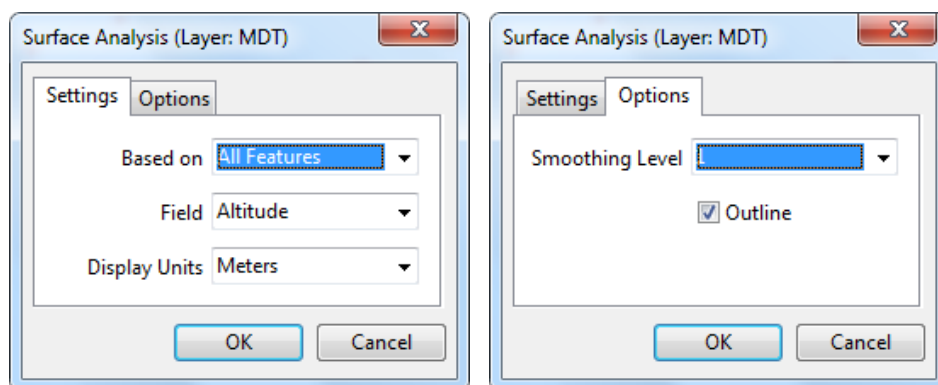 Surface Analysis (Layer: MDT)
Settings Options
Based on All Features
Field Altitude
Display Units Meters
OK Cancel
Surface Analysis (Layer: MDT)
Settings Options
Smoothing Level 1
Outline
OK Cancel